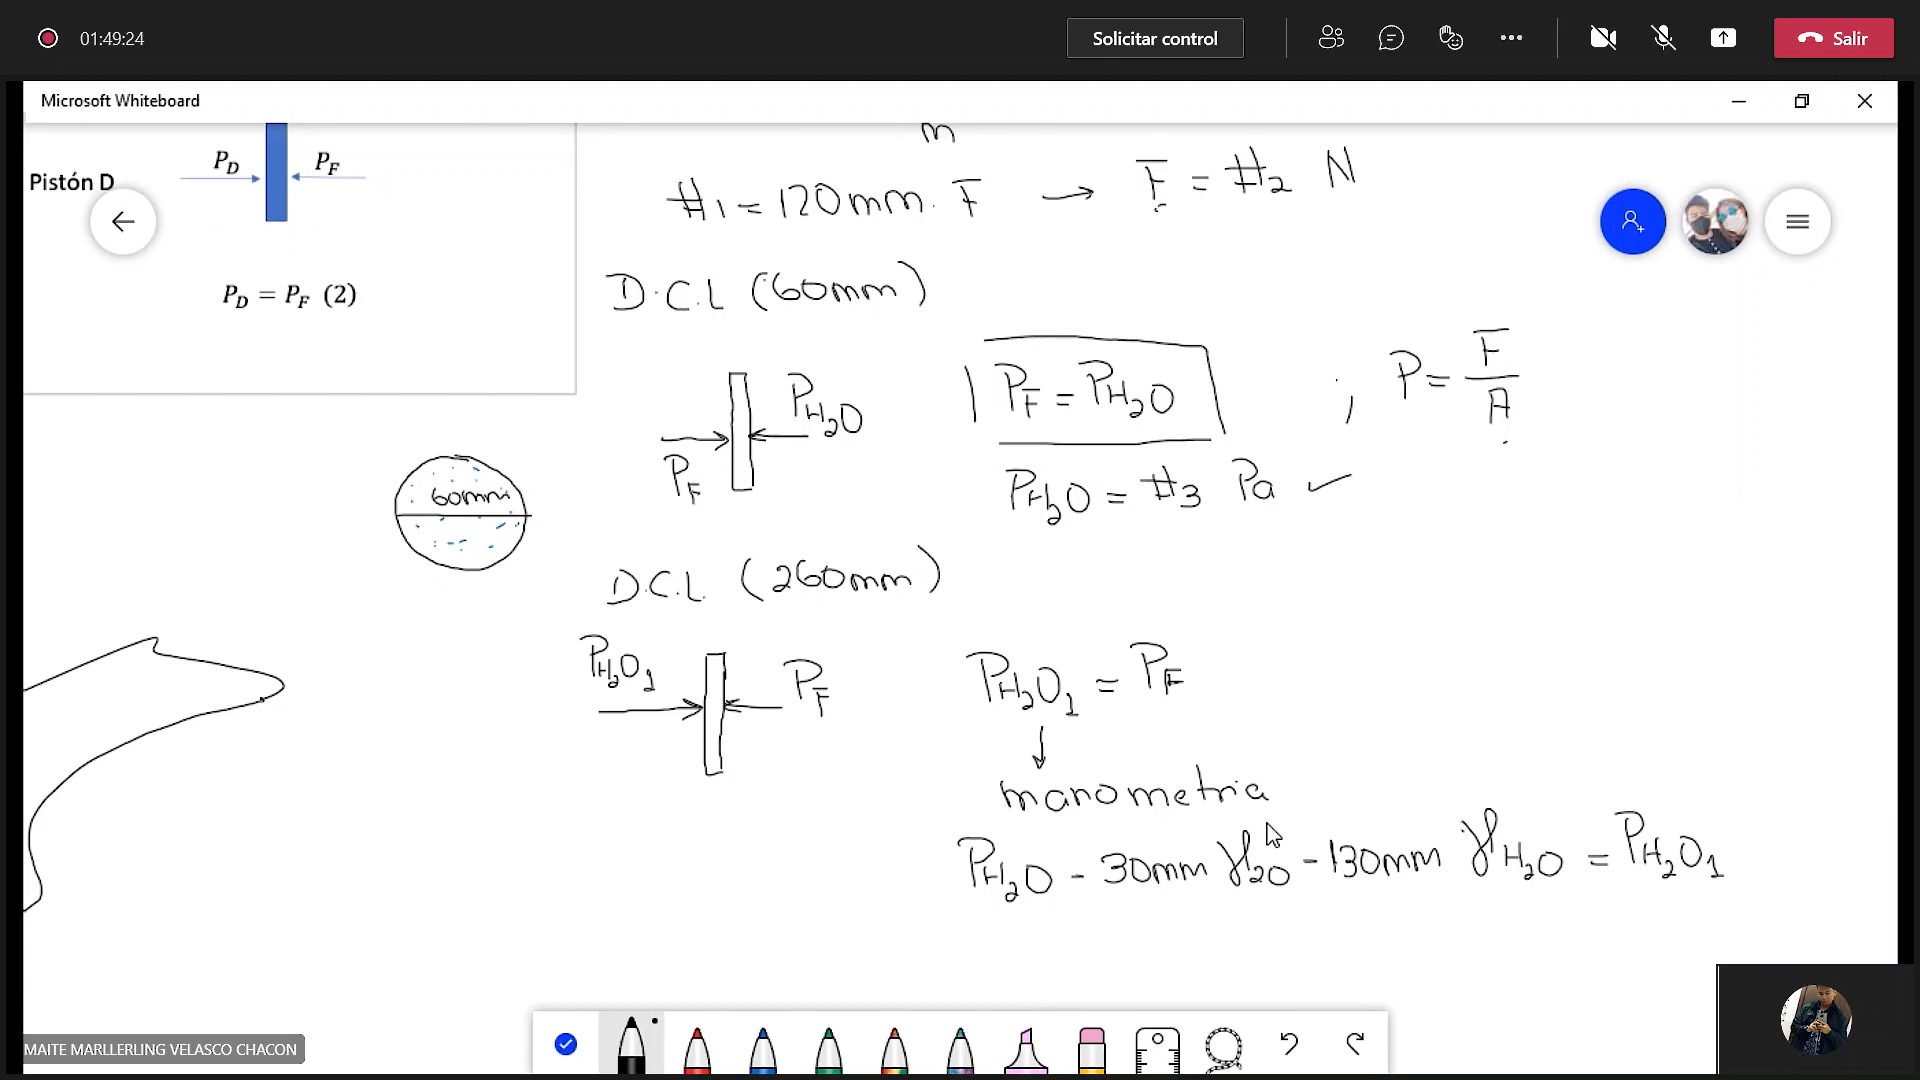 01:49:24
Solicitar control
Salir
Microsoft Whiteboard
m
P_D P_F
Pistón D
#1 = 120mm. F → F = #2 N
P_D = P_F (2)
D.C.L (60mm)
P_F = P_H2O ; P = F/A
P_H2O
P_F
60mm
P_H2O = #3 Pa ✓
D.C.L. (260mm)
P_H2O1 P_F
P_H2O1 = P_F
↓
manometria
P_H2O - 30mm γ_H2O - 130mm γ_H2O = P_H2O1
MAITE MARLLERLING VELASCO CHACON